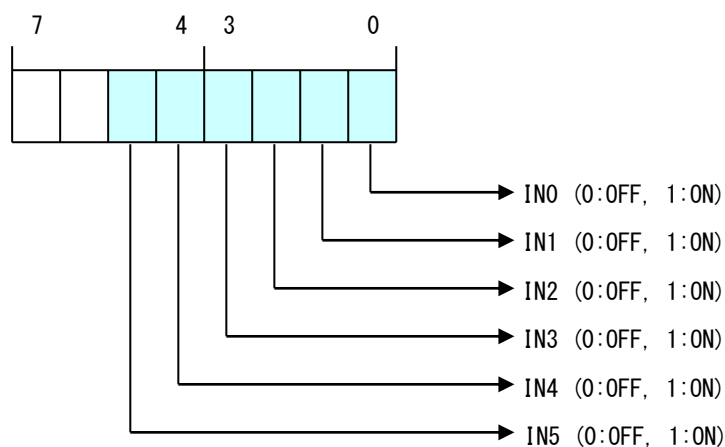 7 4 3 0
IN0 (0:OFF, 1:ON)
IN1 (0:OFF, 1:ON)
IN2 (0:OFF, 1:ON)
IN3 (0:OFF, 1:ON)
IN4 (0:OFF, 1:ON)
IN5 (0:OFF, 1:ON)